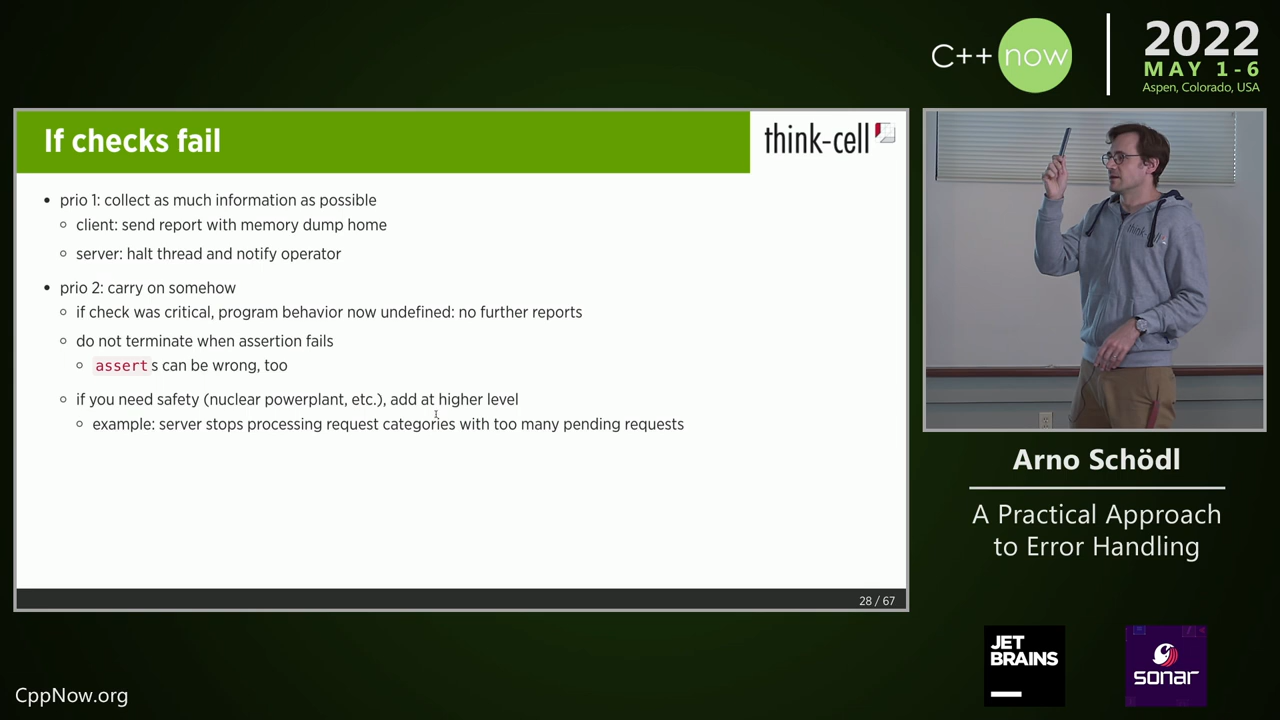 C++ now
2022
MAY 1-6
Aspen, Colorado, USA
If checks fail
think-cell
• prio 1: collect as much information as possible
○ client: send report with memory dump home
○ server: halt thread and notify operator
• prio 2: carry on somehow
○ if check was critical, program behavior now undefined: no further reports
○ do not terminate when assertion fails
○ asserts can be wrong, too
○ if you need safety (nuclear powerplant, etc.), add at higher level
○ example: server stops processing request categories with too many pending requests
28 / 67
think-cell
Arno Schödl
A Practical Approach
to Error Handling
JET
BRAINS
sonar
CppNow.org